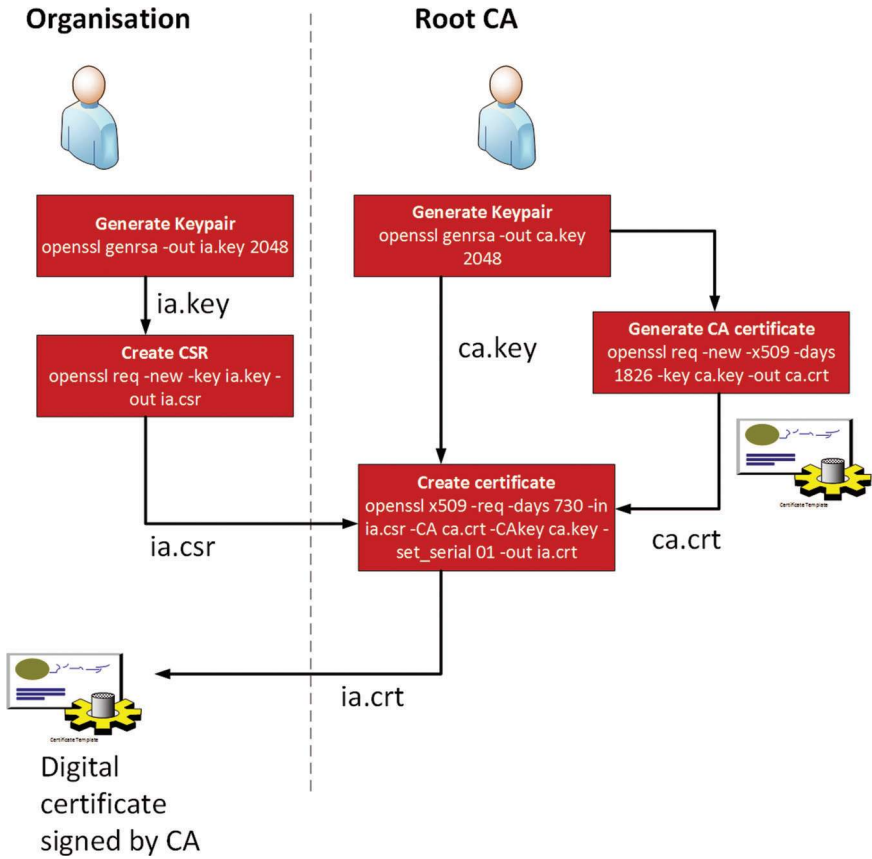 Organisation
Root CA
Generate Keypair
openssl genrsa -out ia.key 2048
Generate Keypair
openssl genrsa -out ca.key
2048
ia.key
ca.key
Create CSR
openssl req -new -key ia.key -
out ia.csr
Generate CA certificate
openssl req -new -x509 -days
1826 -key ca.key -out ca.crt
Certificate Template
Create certificate
openssl x509 -req -days 730 -in
ia.csr -CA ca.crt -CAkey ca.key -
set_serial 01 -out ia.crt
ia.csr
ca.crt
ia.crt
Certificate Template
Digital
certificate
signed by CA